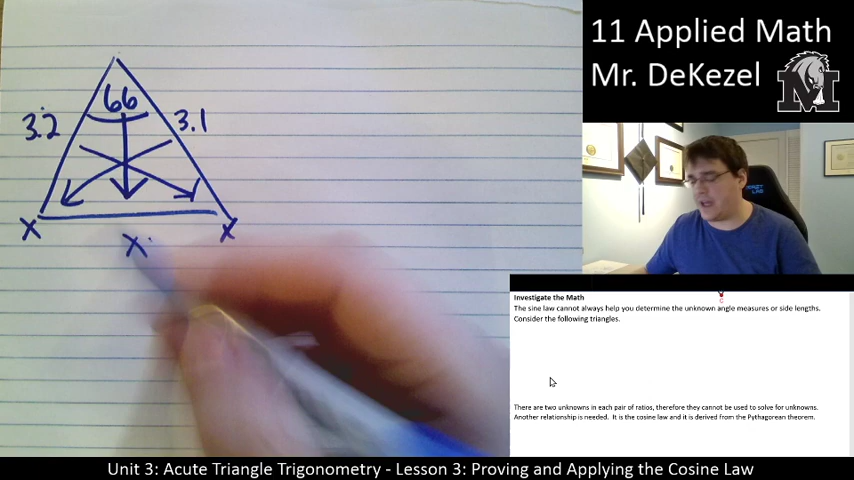 11 Applied Math
Mr. DeKezel
M
66
3.2
3.1
X
X
X
Investigate the Math
The sine law cannot always help you determine the unknown angle measures or side lengths.
Consider the following triangles.
There are two unknowns in each pair of ratios, therefore they cannot be used to solve for unknowns.
Another relationship is needed. It is the cosine law and it is derived from the Pythagorean theorem.
Unit 3: Acute Triangle Trigonometry - Lesson 3: Proving and Applying the Cosine Law